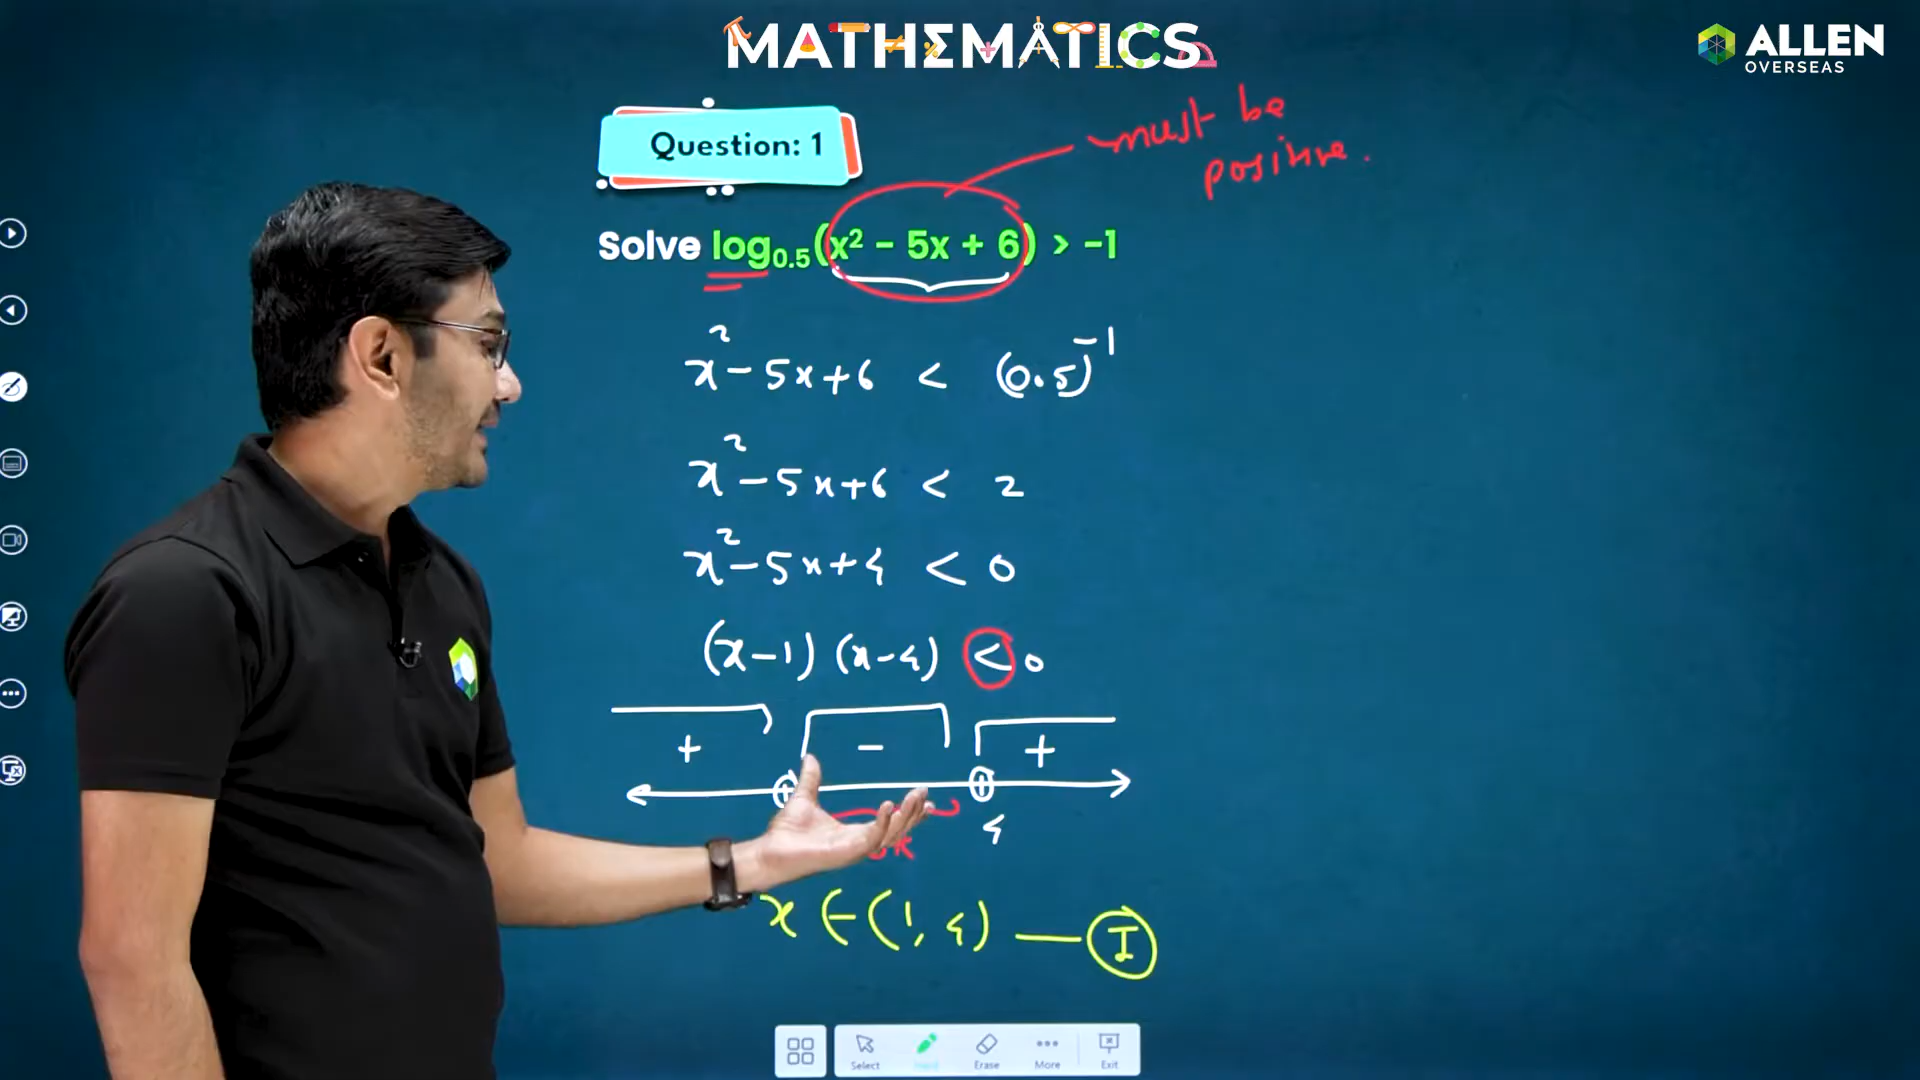 MATHEMATICS
ALLEN
OVERSEAS
Question: 1
must be
positive.
Solve log₀.₅(x² - 5x + 6) > -1
x² - 5x + 6 < (0.5)⁻¹
x² - 5x + 6 < 2
x² - 5x + 4 < 0
(x - 1) (x - 4) < 0
+ - +
4
x ∈ (1, 4) — I
Select
Erase
More
Exit